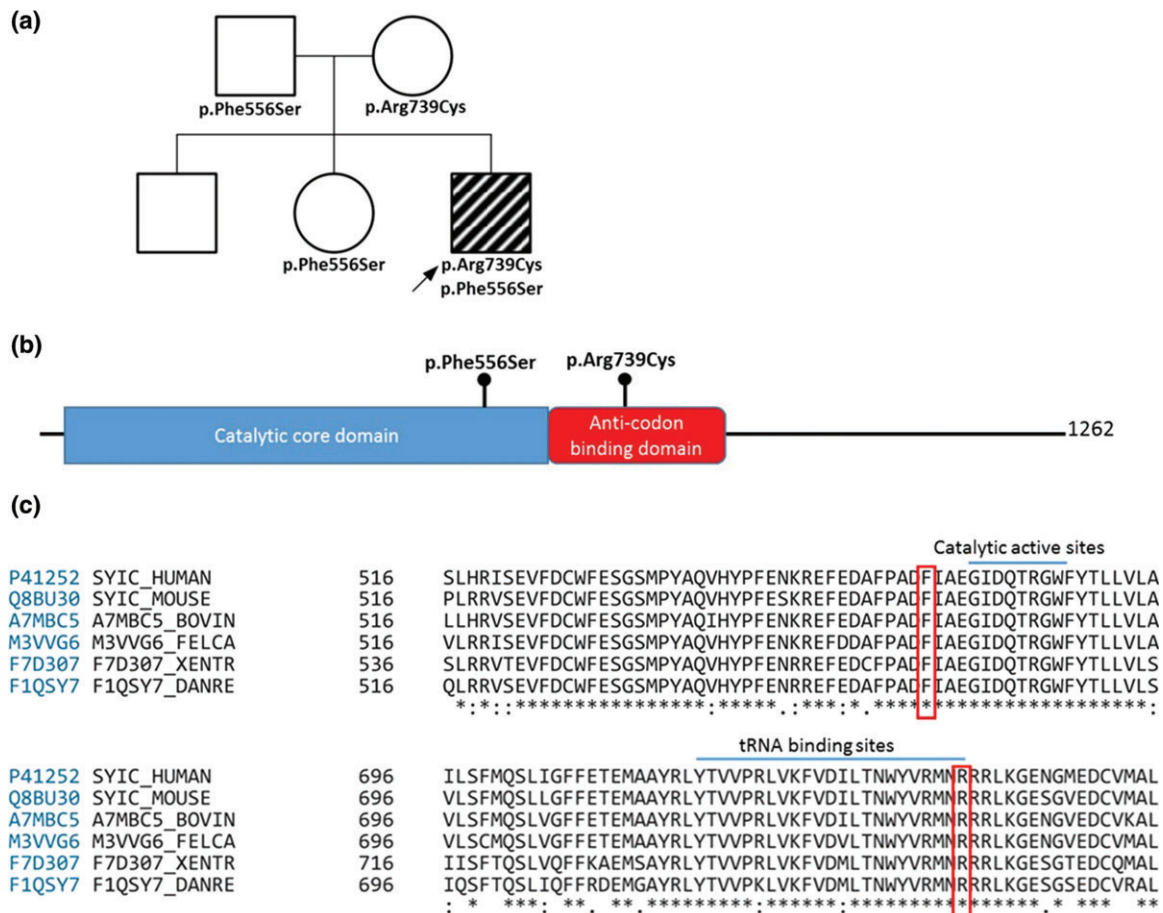 (a)
p.Phe556Ser p.Arg739Cys
p.Phe556Ser p.Arg739Cys
p.Phe556Ser
(b)
p.Phe556Ser p.Arg739Cys
Catalytic core domain Anti-codon binding domain 1262
(c)
Catalytic active sites
P41252 SYIC_HUMAN 516 SLHRISEVFDCWFESGSMPYAQVHYPFENKREFEDAFPADFIAEGIDQTRGWFYTLLVLA
Q8BU30 SYIC_MOUSE 516 PLRRVSEVFDCWFESGSMPYAQVHYPFESKREFEDAFPADFIAEGIDQTRGWFYTLLVLA
A7MBC5 A7MBC5_BOVIN 516 LLHRVSEVFDCWFESGSMPYAQIHYPFENKREFEDAFPADFIAEGIDQTRGWFYTLLVLA
M3VVG6 M3VVG6_FELCA 516 VLRRISEVFDCWFESGSMPYAQVHYPFENKREFDDAFPADFIAEGIDQTRGWFYTLLVLA
F7D307 F7D307_XENTR 536 SLRRVTEVFDCWFESGSMPYAQVHYPFENRREFEDCFPADFIAEGIDQTRGWFYTLLVLS
F1QSY7 F1QSY7_DANRE 516 QLRRVSEVFDCWFESGSMPYAQVHYPFENRREFEDAFPADFIAEGIDQTRGWFYTLLVLS
*:*::****************:*****.:***:*.************************:
tRNA binding sites
P41252 SYIC_HUMAN 696 ILSFMQSLIGFFETEMAAYRLYTVVPRLVKFVDILTNWYVRMNRRRLKGENGMEDCVMAL
Q8BU30 SYIC_MOUSE 696 VLSFMQSLLGFFETEMAAYRLYTVVPRLVKFVDILTNWYVRMNRRRLKGESGVEDCVMAL
A7MBC5 A7MBC5_BOVIN 696 VLSFMQSLVGFFETEMAAYRLYTVVPRLVKFVDILTNWYVRMNRRRLKGESGVEDCVKAL
M3VVG6 M3VVG6_FELCA 696 VLSCMQSLVGFFETEMAAYRLYTVVPRLVKFVDVLTNWYVRMNRRRLKGESGMEDCVMAL
F7D307 F7D307_XENTR 716 IISFTQSLVQFFKAEMSAYRLYTVVPRLVKFVDMLTNWYVRMNRRRLKGESGTEDCQMAL
F1QSY7 F1QSY7_DANRE 696 IQSFTQSLIQFFRDEMGAYRLYTVVPKLVKFVDMLTNWYVRMNRRRLKGESGSEDCVRAL
: * ***: **. **.*********:******:****************.* *** **